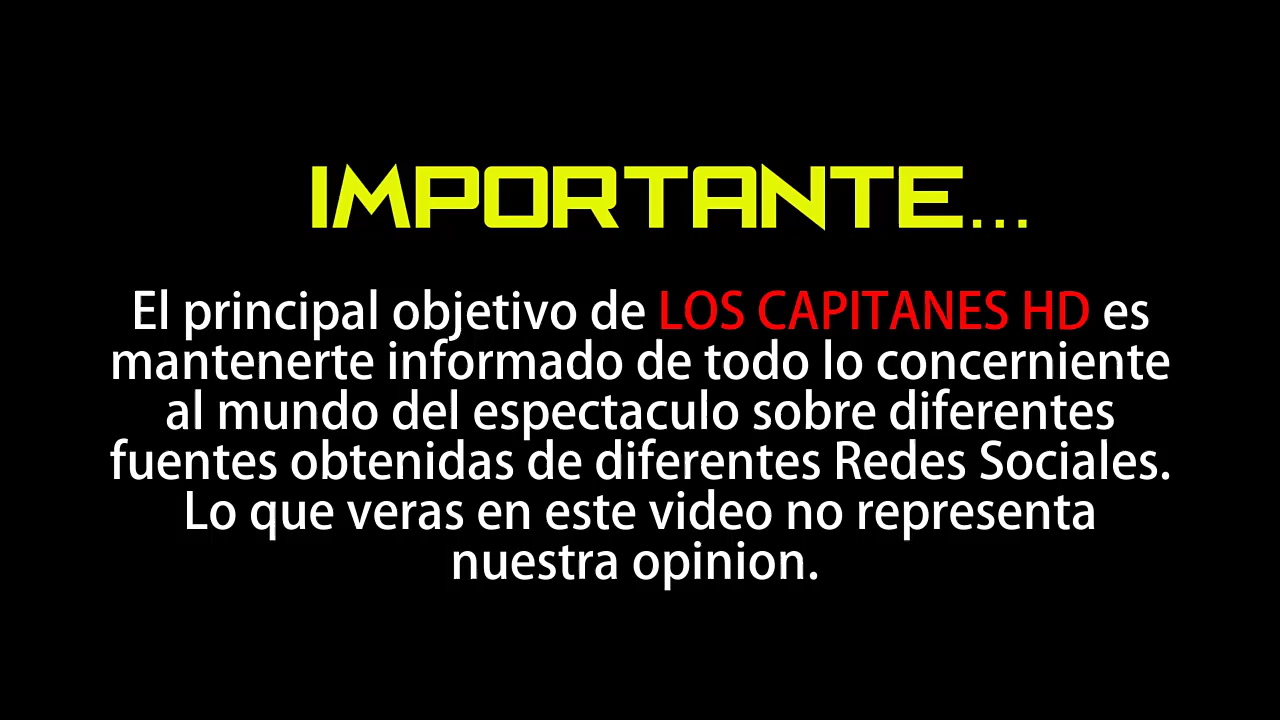 IMPORTANTE...
El principal objetivo de LOS CAPITANES HD es
mantenerte informado de todo lo concerniente
al mundo del espectaculo sobre diferentes
fuentes obtenidas de diferentes Redes Sociales.
Lo que veras en este video no representa
nuestra opinion.